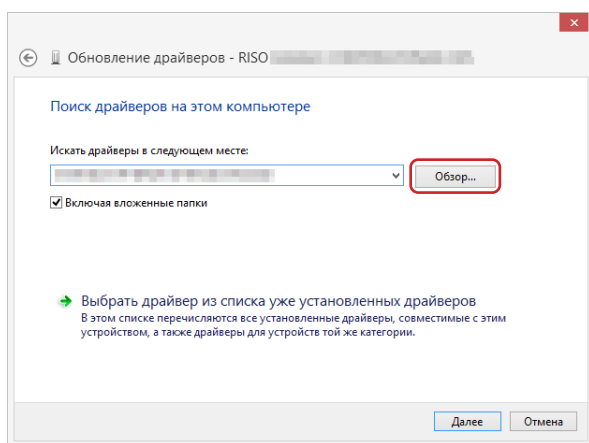 Обновление драйверов - RISO
Поиск драйверов на этом компьютере
Искать драйверы в следующем месте:
Обзор...
Включая вложенные папки
Выбрать драйвер из списка уже установленных драйверов
В этом списке перечисляются все установленные драйверы, совместимые с этим
устройством, а также драйверы для устройств той же категории.
Далее Отмена